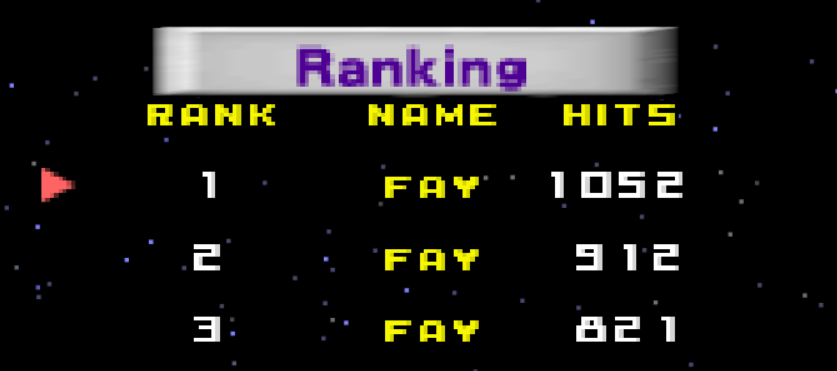 Ranking
RANK NAME HITS
1 FAY 1052
2 FAY 912
3 FAY 821